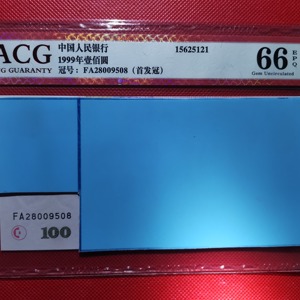 ACG
NG GUARANTY
中国人民银行
1999年壹佰圆
冠号：FA28009508（首发冠）
15625121
66 EPQ
Gem Uncirculated
FA28009508
100